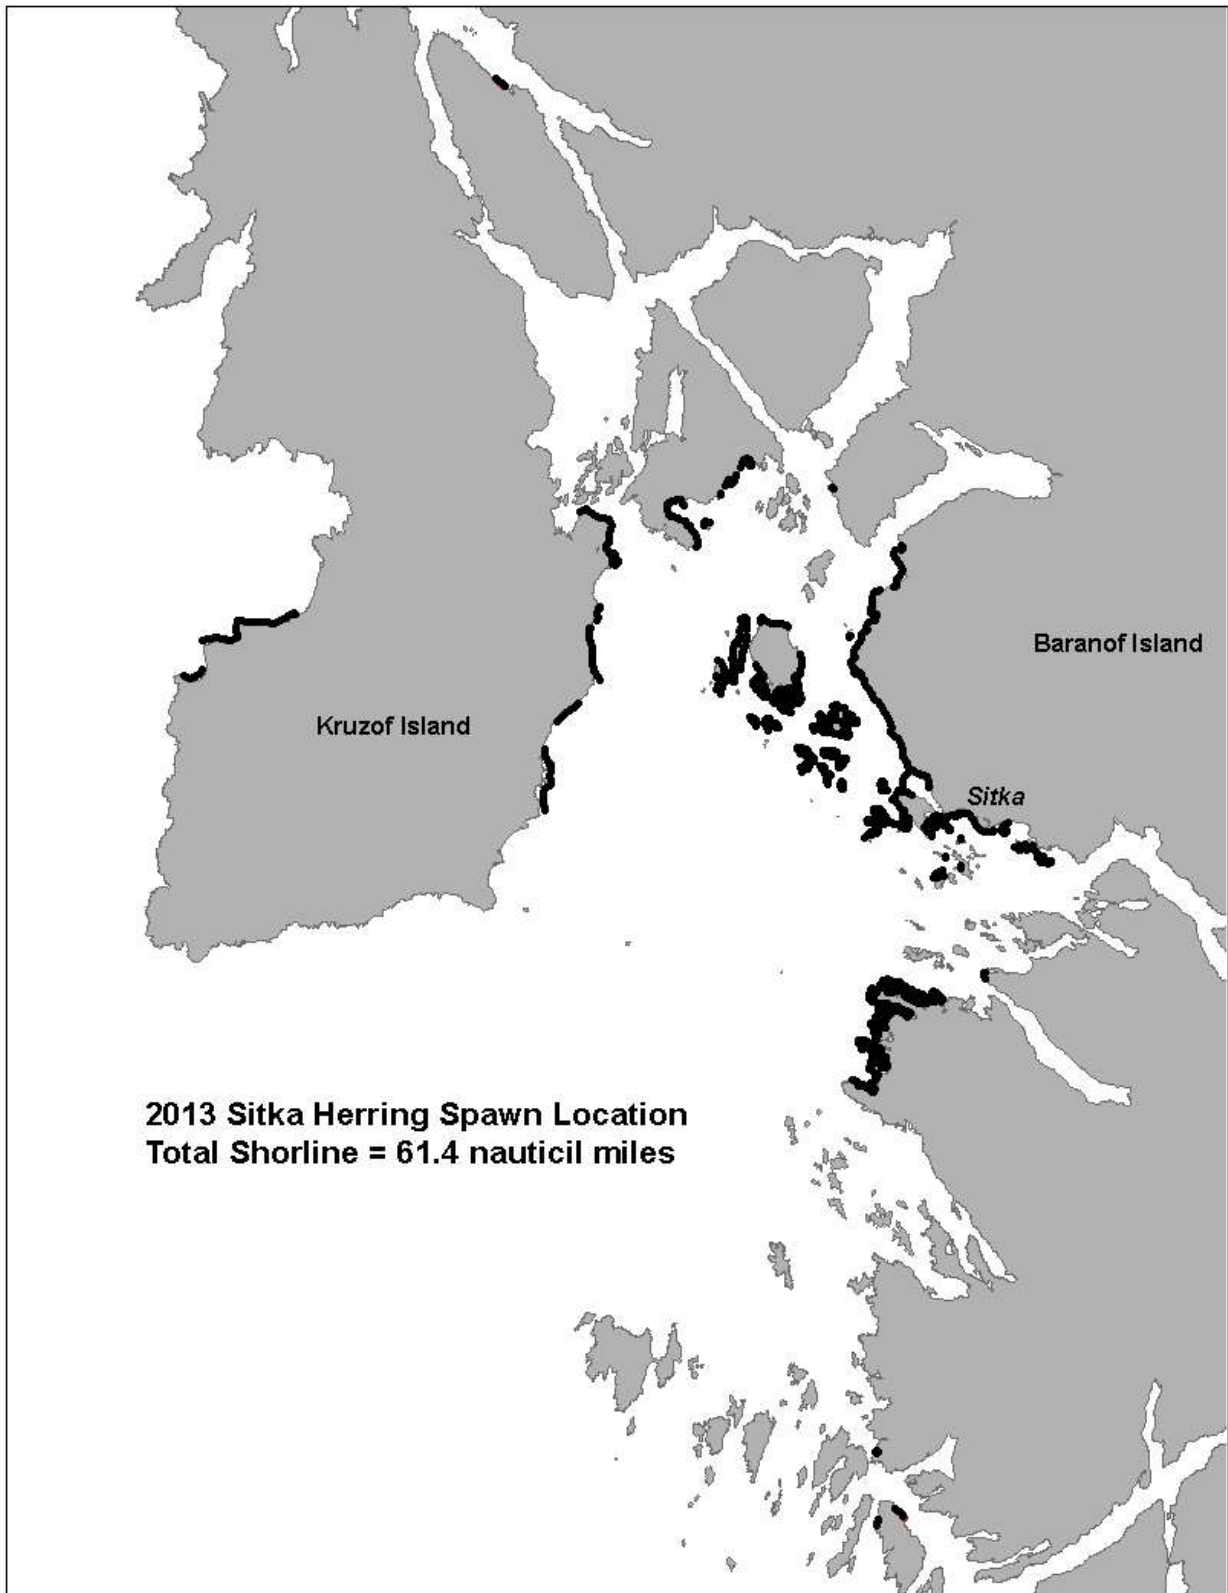 Baranof Island
Kruzof Island
Sitka
2013 Sitka Herring Spawn Location
Total Shorline = 61.4 nauticil miles